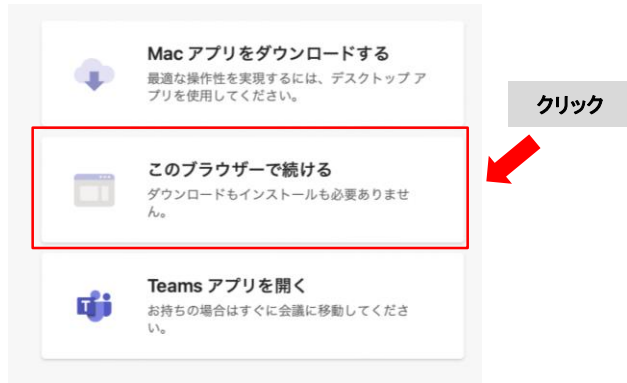 Mac アプリをダウンロードする
最適な操作性を実現するには、デスクトップ ア
プリを使用してください。
クリック
このブラウザーで続ける
ダウンロードもインストールも必要ありませ
ん。
Teams アプリを開く
お持ちの場合はすぐに会議に移動してくださ
い。